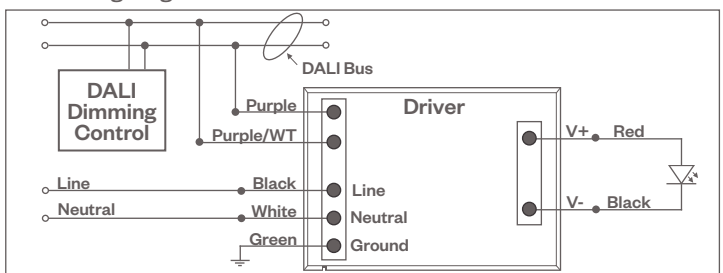 DALI Bus
DALI
Dimming
Control
Driver
Purple
Purple/WT
V+ Red
Line Black Line
Neutral White Neutral
V- Black
Green Ground